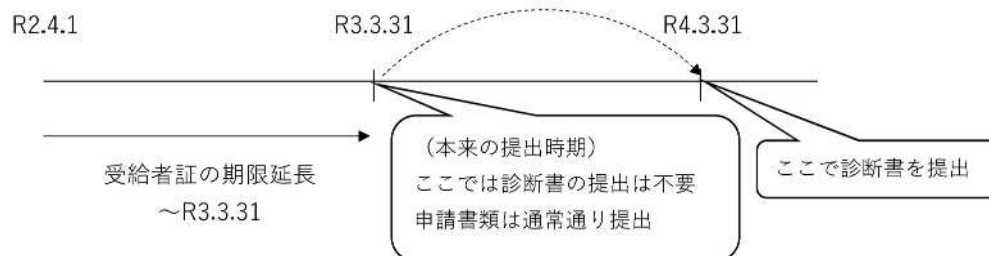 R2.4.1
R3.3.31
R4.3.31
受給者証の期限延長
～R3.3.31
（本来の提出時期）
ここでは診断書の提出は不要
申請書類は通常通り提出
ここで診断書を提出